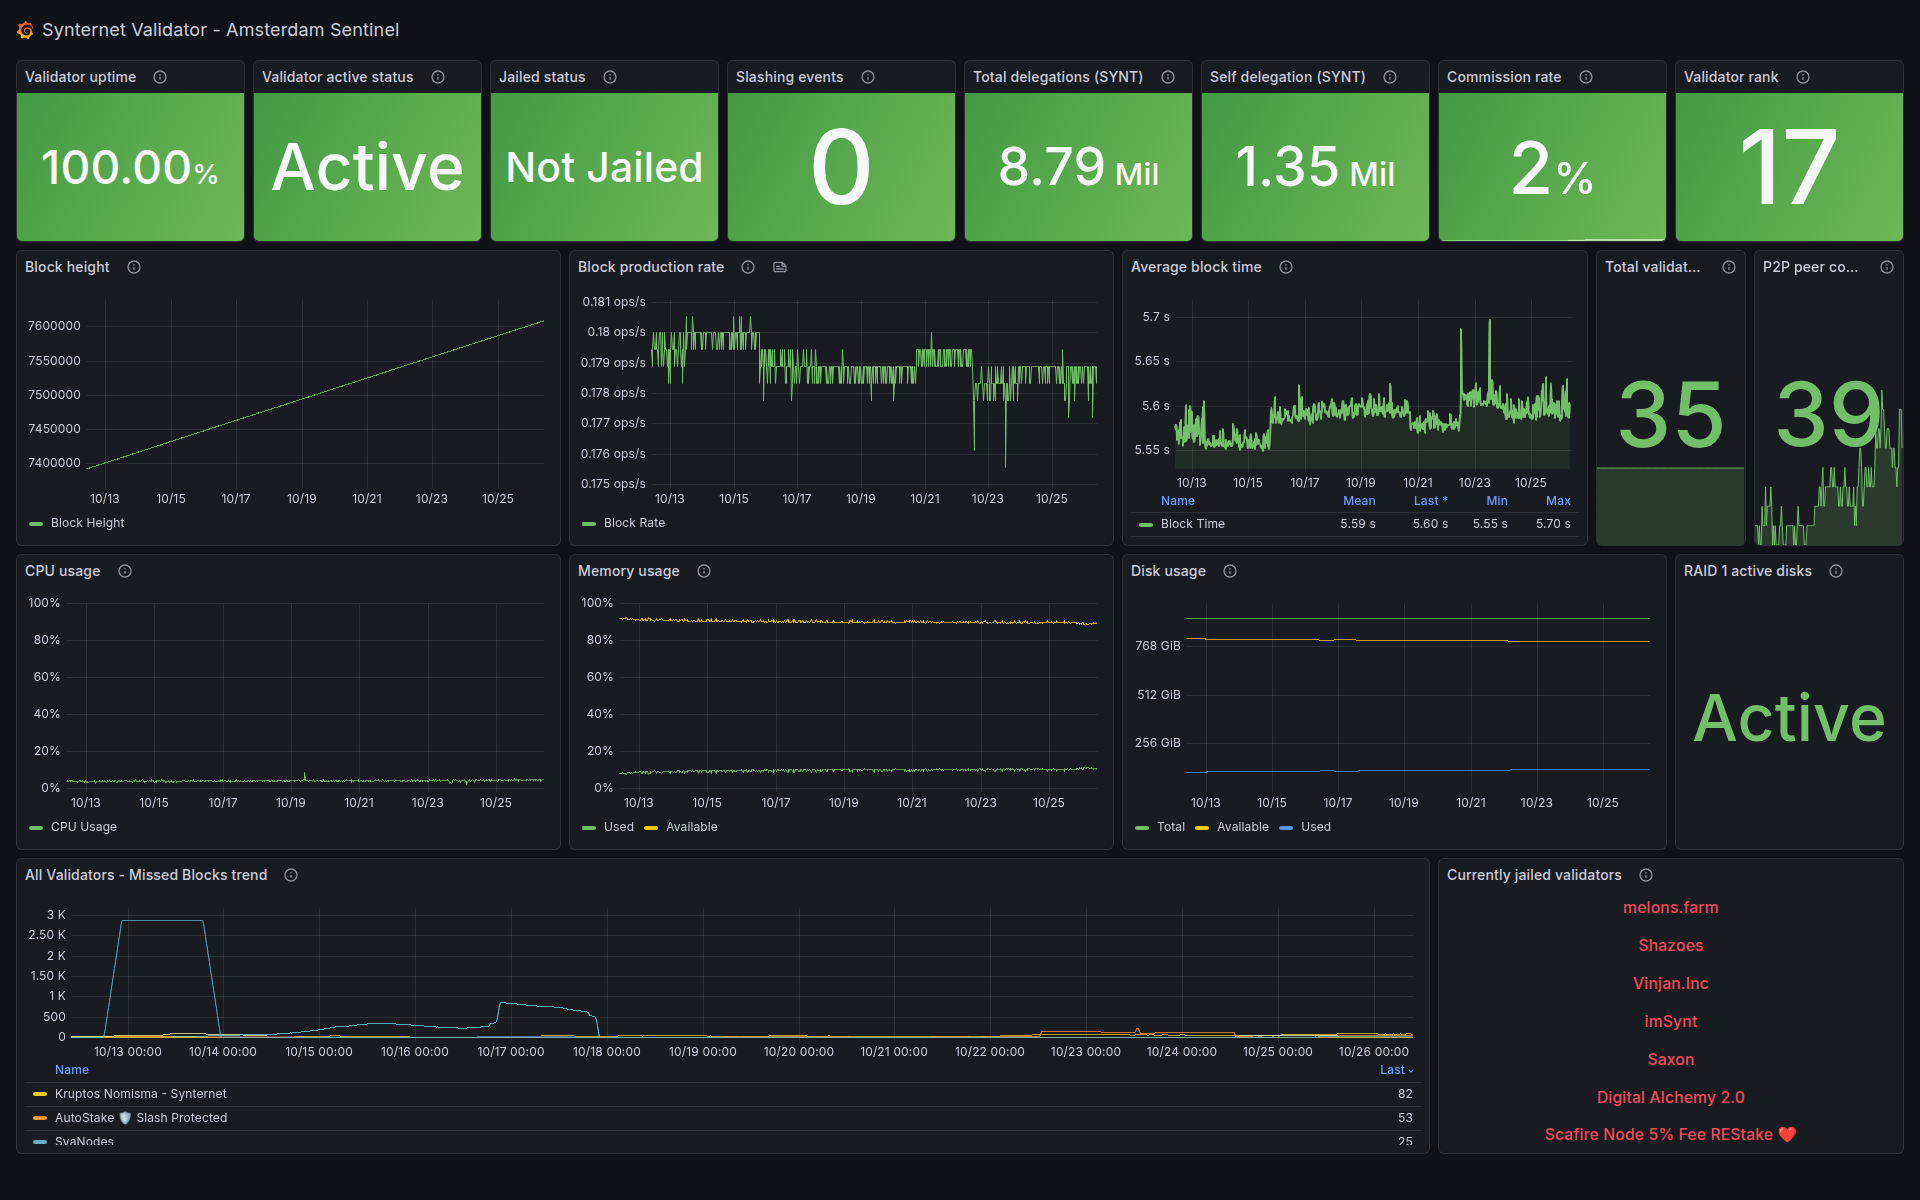 Synternet Validator - Amsterdam Sentinel
Validator uptime
100.00%
Validator active status
Active
Jailed status
Not Jailed
Slashing events
0
Total delegations (SYNT)
8.79 Mil
Self delegation (SYNT)
1.35 Mil
Commission rate
2%
Validator rank
17
Block height
7600000
7550000
7500000
7450000
7400000
10/13 10/15 10/17 10/19 10/21 10/23 10/25
Block Height
Block production rate
0.181 ops/s
0.18 ops/s
0.179 ops/s
0.178 ops/s
0.177 ops/s
0.176 ops/s
0.175 ops/s
10/13 10/15 10/17 10/19 10/21 10/23 10/25
Block Rate
Average block time
5.7 s
5.65 s
5.6 s
5.55 s
10/13 10/15 10/17 10/19 10/21 10/23 10/25
Name Mean Last * Min Max
Block Time 5.59 s 5.60 s 5.55 s 5.70 s
Total validat...
35
P2P peer co...
39
CPU usage
100%
80%
60%
40%
20%
0%
10/13 10/15 10/17 10/19 10/21 10/23 10/25
CPU Usage
Memory usage
100%
80%
60%
40%
20%
0%
10/13 10/15 10/17 10/19 10/21 10/23 10/25
Used Available
Disk usage
768 GiB
512 GiB
256 GiB
10/13 10/15 10/17 10/19 10/21 10/23 10/25
Total Available Used
RAID 1 active disks
Active
All Validators - Missed Blocks trend
3 K
2.50 K
2 K
1.50 K
1 K
500
0
10/13 00:00 10/14 00:00 10/15 00:00 10/16 00:00 10/17 00:00 10/18 00:00 10/19 00:00 10/20 00:00 10/21 00:00 10/22 00:00 10/23 00:00 10/24 00:00 10/25 00:00 10/26 00:00
Name Last
Kruptos Nomisma - Synternet 82
AutoStake 🛡️ Slash Protected 53
SvaNodes 25
Currently jailed validators
melons.farm
Shazoes
Vinjan.Inc
imSynt
Saxon
Digital Alchemy 2.0
Scafire Node 5% Fee REStake ❤️